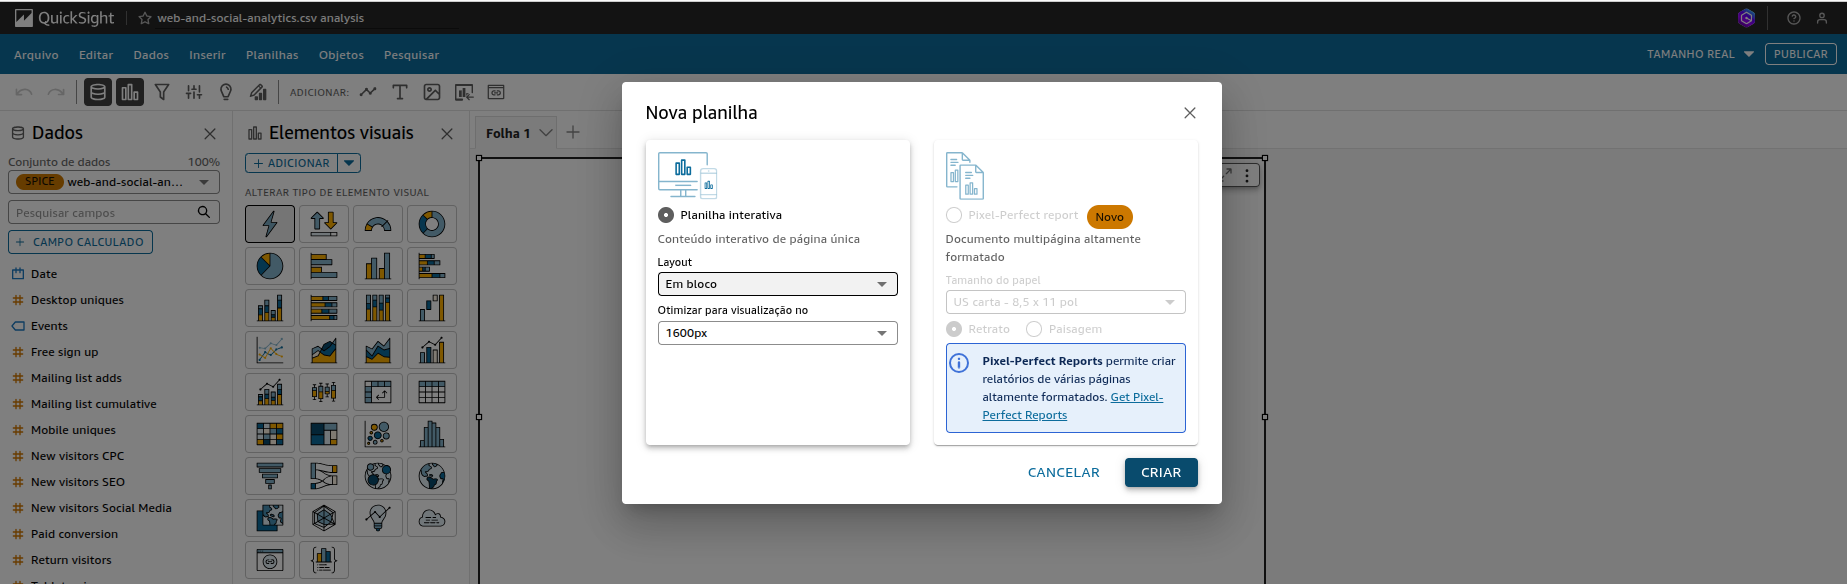 QuickSight
web-and-social-analytics.csv analysis
Arquivo
Editar
Dados
Inserir
Planilhas
Objetos
Pesquisar
TAMANHO REAL
PUBLICAR
ADICIONAR:
Dados
Conjunto de dados
100%
SPICE
web-and-social-an...
Pesquisar campos
+ CAMPO CALCULADO
Date
Desktop uniques
Events
Free sign up
Mailing list adds
Mailing list cumulative
Mobile uniques
New visitors CPC
New visitors SEO
New visitors Social Media
Paid conversion
Return visitors
Elementos visuais
+ ADICIONAR
ALTERAR TIPO DE ELEMENTO VISUAL
Folha 1
Nova planilha
Planilha interativa
Conteúdo interativo de página única
Layout
Em bloco
Otimizar para visualização no
1600px
Pixel-Perfect report
Novo
Documento multipágina altamente
formatado
Tamanho do papel
US carta - 8,5 x 11 pol
Retrato
Paisagem
Pixel-Perfect Reports permite criar
relatórios de várias páginas
altamente formatados. Get Pixel-
Perfect Reports
CANCELAR
CRIAR